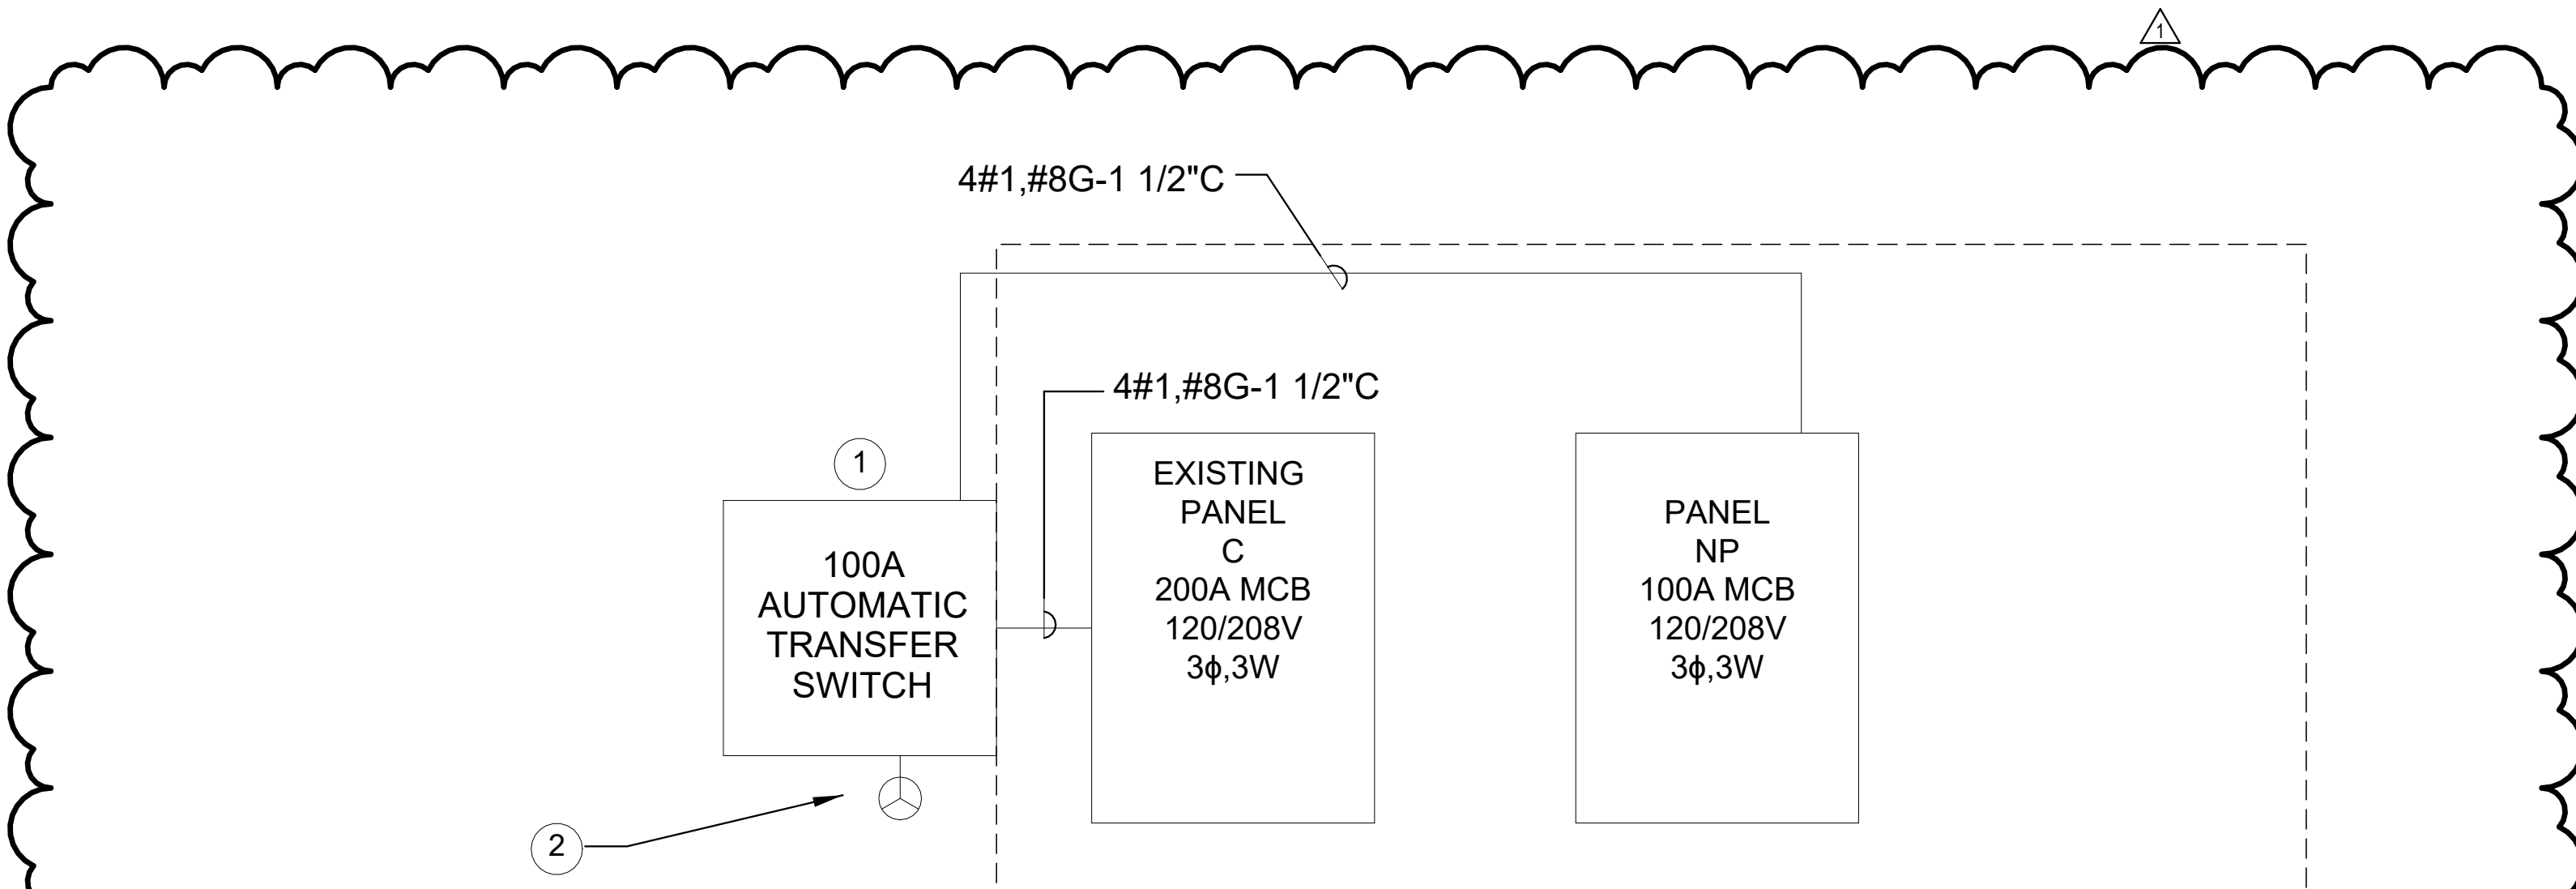 1
4#1,#8G-1 1/2"C
4#1,#8G-1 1/2"C
1
100A
AUTOMATIC
TRANSFER
SWITCH
EXISTING
PANEL
C
200A MCB
120/208V
3ϕ,3W
PANEL
NP
100A MCB
120/208V
3ϕ,3W
2